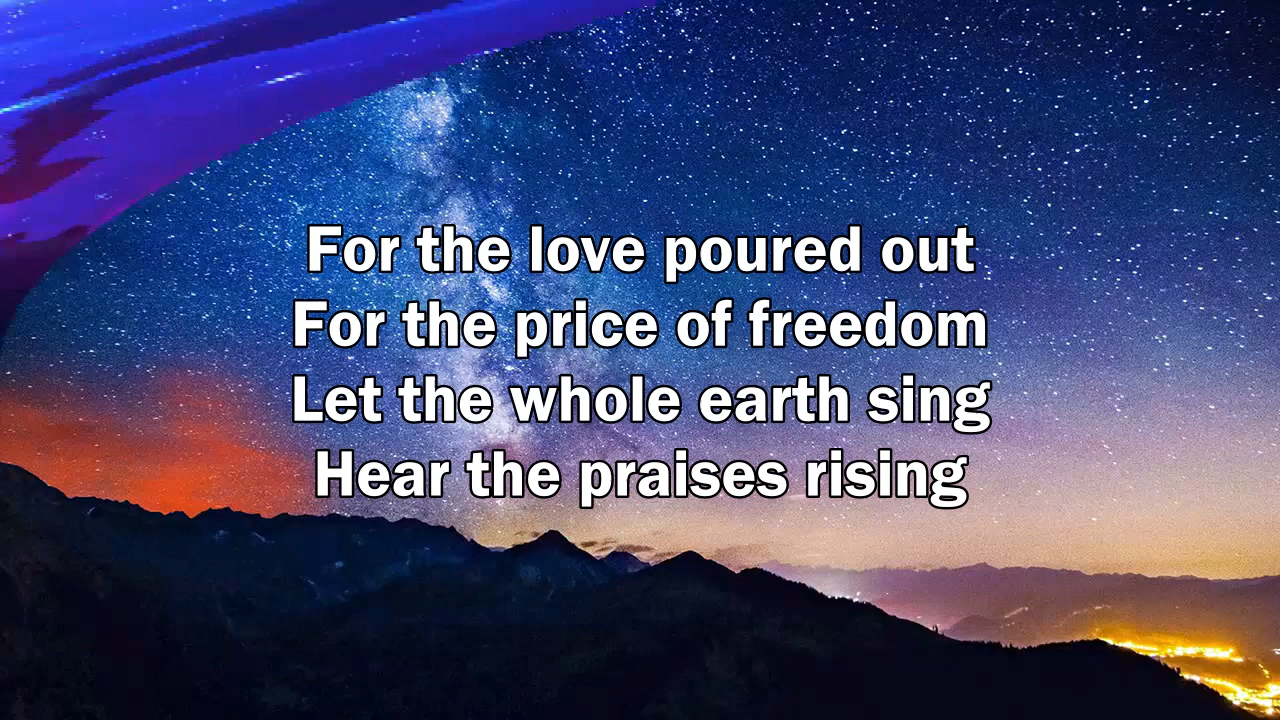 For the love poured out
For the price of freedom
Let the whole earth sing
Hear the praises rising